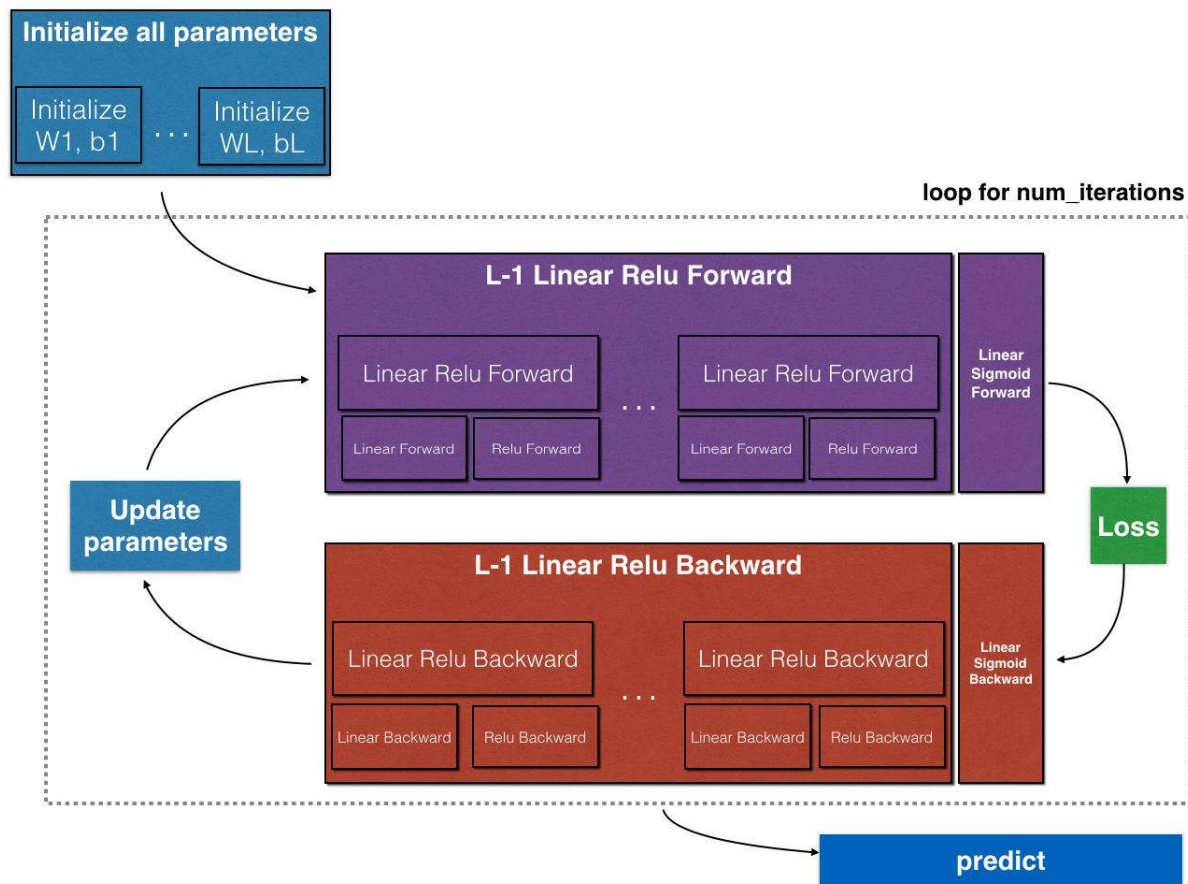 Initialize all parameters
Initialize
W1, b1
. . .
Initialize
WL, bL
loop for num_iterations
L-1 Linear Relu Forward
Linear Relu Forward
. . .
Linear Relu Forward
Linear Forward
Relu Forward
Linear Forward
Relu Forward
Linear
Sigmoid
Forward
Update
parameters
Loss
L-1 Linear Relu Backward
Linear Relu Backward
. . .
Linear Relu Backward
Linear Backward
Relu Backward
Linear Backward
Relu Backward
Linear
Sigmoid
Backward
predict